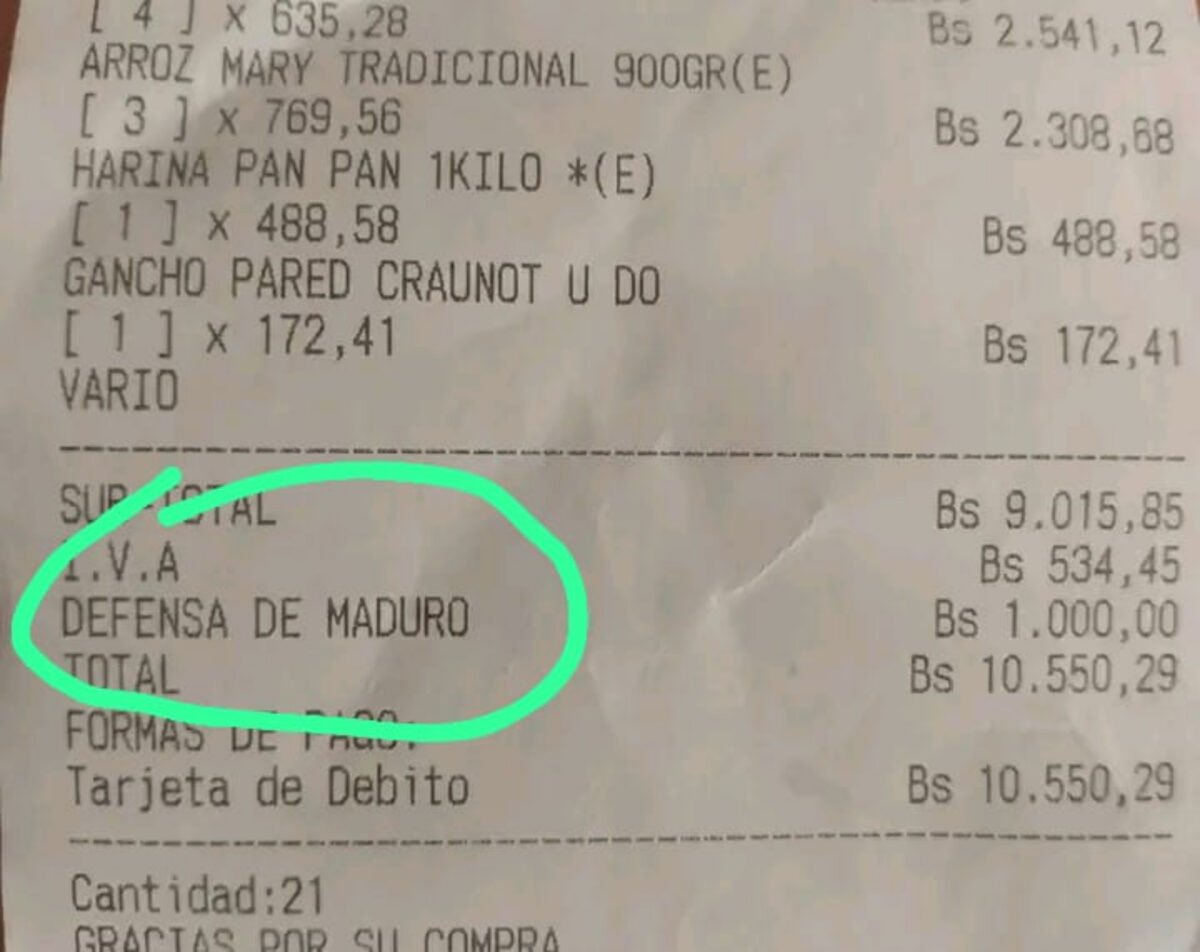 [ 4 ] x 635,28 Bs 2.541,12
ARROZ MARY TRADICIONAL 900GR(E)
[ 3 ] x 769,56 Bs 2.308,68
HARINA PAN PAN 1KILO *(E)
[ 1 ] x 488,58 Bs 488,58
GANCHO PARED CRAUNOT U DO
[ 1 ] x 172,41 Bs 172,41
VARIO
SUB-TOTAL Bs 9.015,85
I.V.A Bs 534,45
DEFENSA DE MADURO Bs 1.000,00
TOTAL Bs 10.550,29
FORMAS DE PAGO:
Tarjeta de Debito Bs 10.550,29
Cantidad:21
GRACIAS POR SU COMPRA